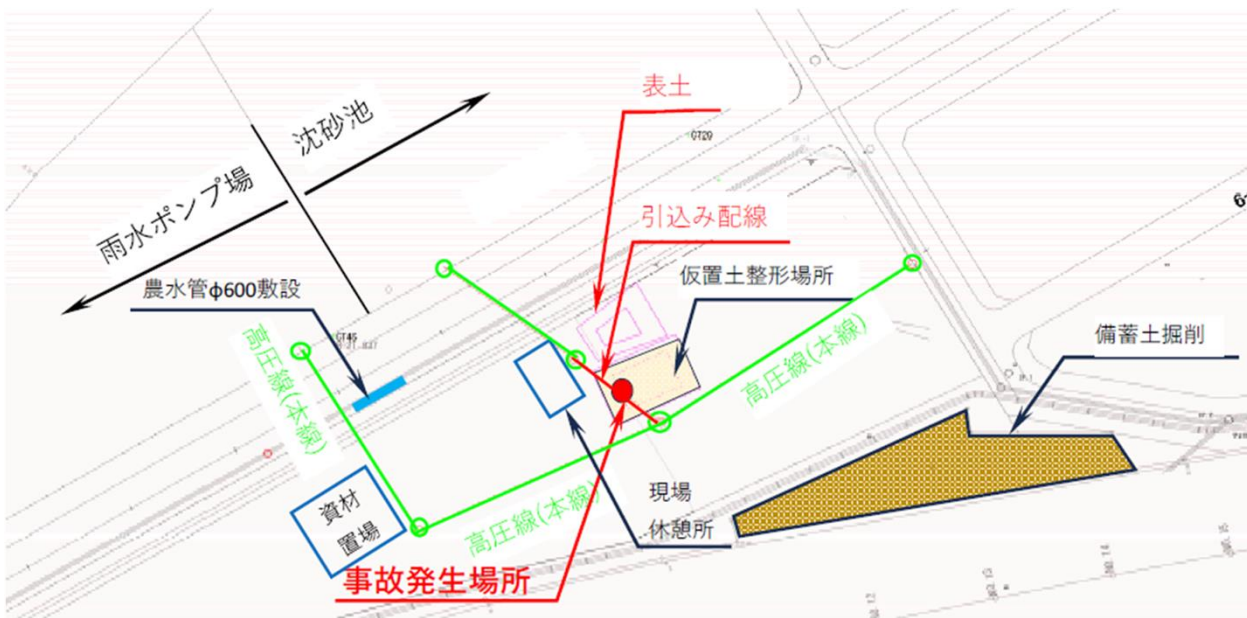 表土
沈砂池
CT20
雨水ポンプ場
引込み配線
農水管φ600敷設
仮置土整形場所
CT45
高圧線(本線)
高圧線(本線)
備蓄土掘削
高圧線(本線)
資材
置場
現場
休憩所
事故発生場所